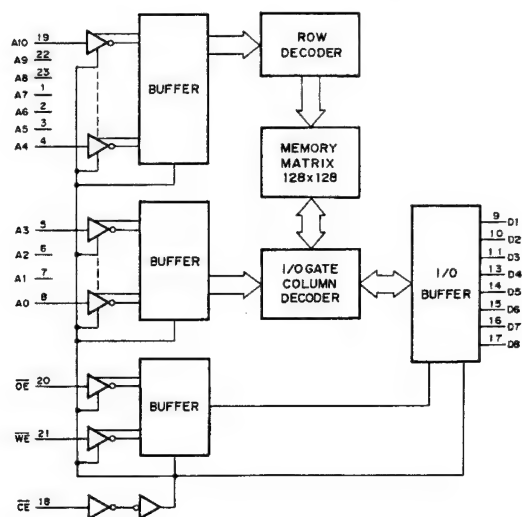 A10 19
A9 22
A8 23
A7 1
A6 2
A5 3
A4 4
BUFFER
ROW
DECODER
MEMORY
MATRIX
128x128
A3 5
A2 6
A1 7
A0 8
BUFFER
I/O GATE
COLUMN
DECODER
I/O
BUFFER
9 D1
10 D2
11 D3
13 D4
14 D5
15 D6
16 D7
17 D8
OE 20
WE 21
BUFFER
CE 18